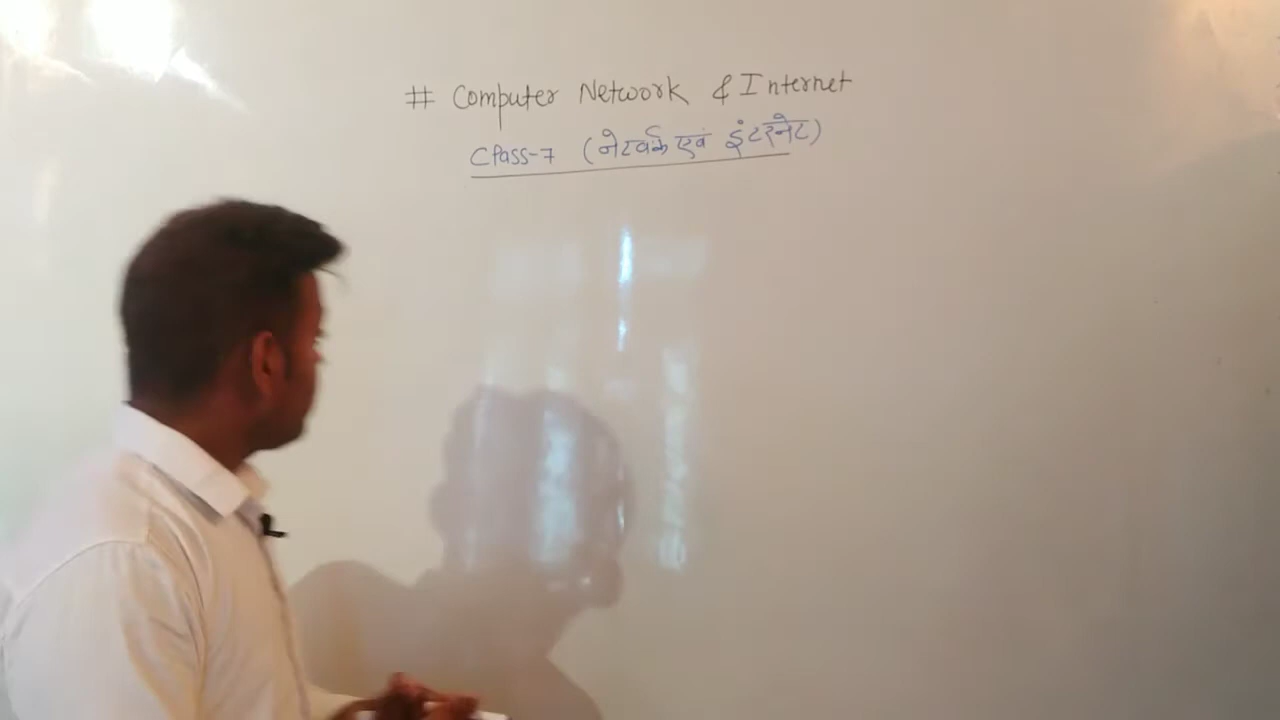 # Computer Network & Internet
Class-7 (नेटवर्क एवं इंटरनेट)